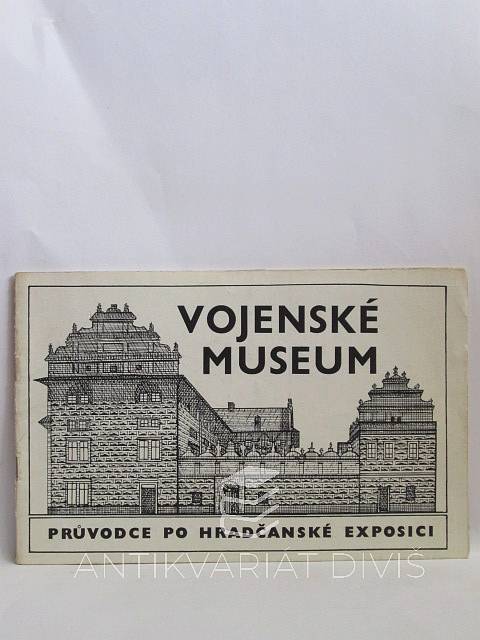 VOJENSKÉ
MUSEUM
PRŮVODCE PO HRADČANSKÉ EXPOSICI
ANTIKVARIÁT DIVIŠ